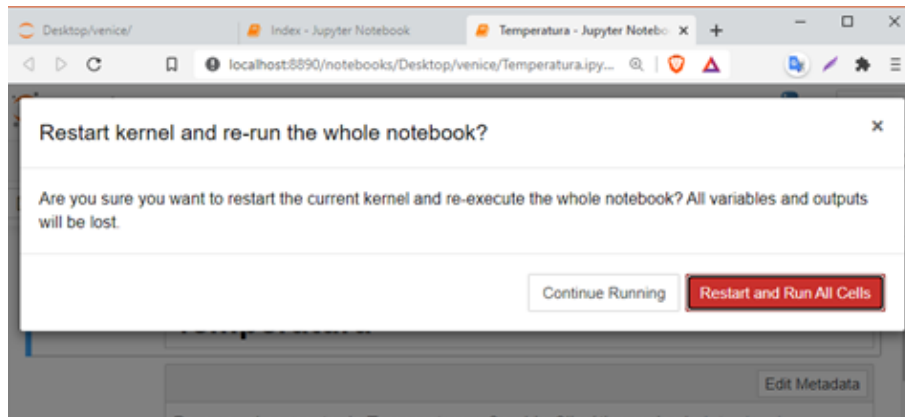 Desktop/venice/
Index - Jupyter Notebook
Temperatura - Jupyter Notebo
localhost:8890/notebooks/Desktop/venice/Temperatura.ipy...
Restart kernel and re-run the whole notebook?
Are you sure you want to restart the current kernel and re-execute the whole notebook? All variables and outputs
will be lost.
Continue Running
Restart and Run All Cells
Edit Metadata